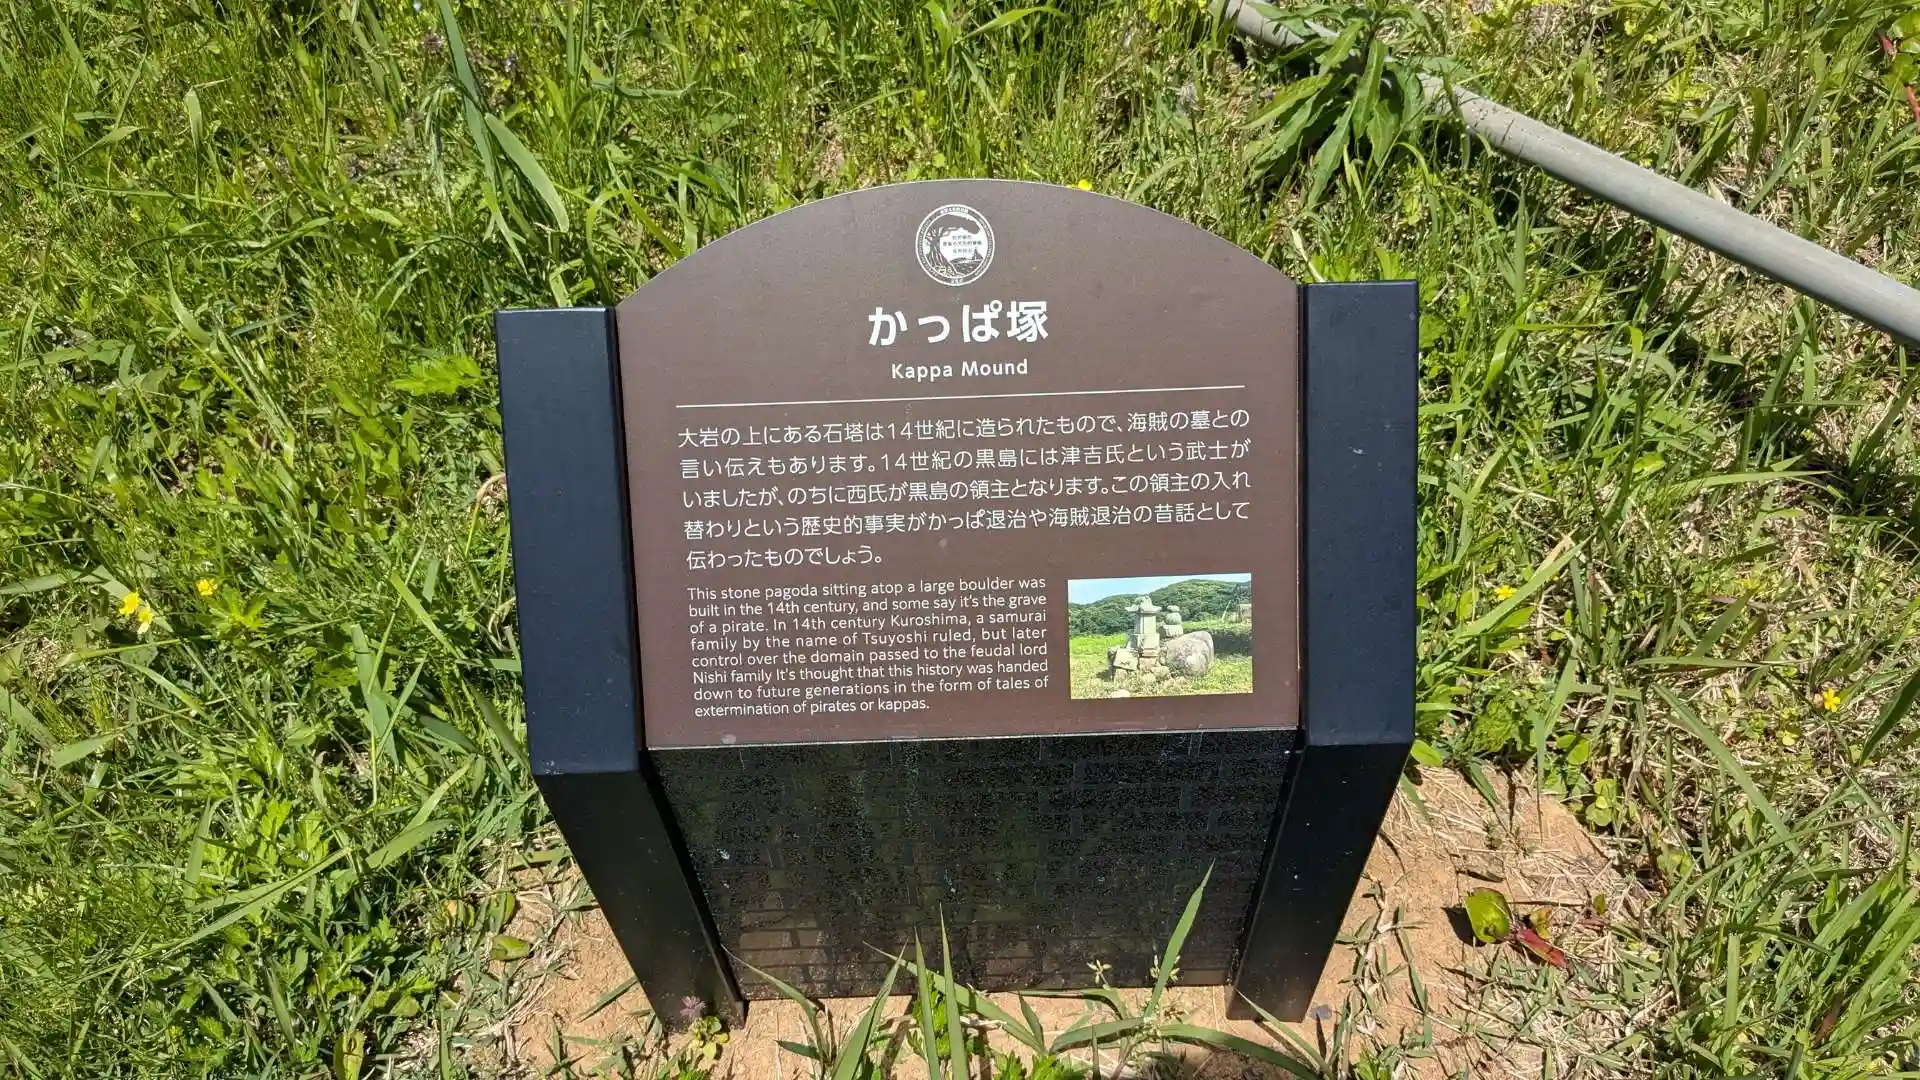 かっぱ塚
Kappa Mound
大岩の上にある石塔は14世紀に造られたもので、海賊の墓との
言い伝えもあります。14世紀の黒島には津吉氏という武士が
いましたが、のちに西氏が黒島の領主となります。この領主の入れ
替わりという歴史的事実がかっぱ退治や海賊退治の昔話として
伝わったものでしょう。
This stone pagoda sitting atop a large boulder was
built in the 14th century, and some say it's the grave
of a pirate. In 14th century Kuroshima, a samurai
family by the name of Tsuyoshi ruled, but later
control over the domain passed to the feudal lord
Nishi family It's thought that this history was handed
down to future generations in the form of tales of
extermination of pirates or kappas.